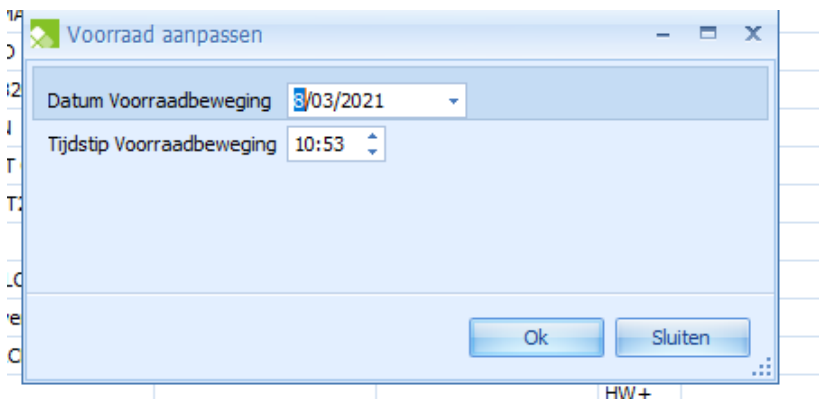 Voorraad aanpassen
Datum Voorraadbeweging 8/03/2021
Tijdstip Voorraadbeweging 10:53
Ok Sluiten
HW+